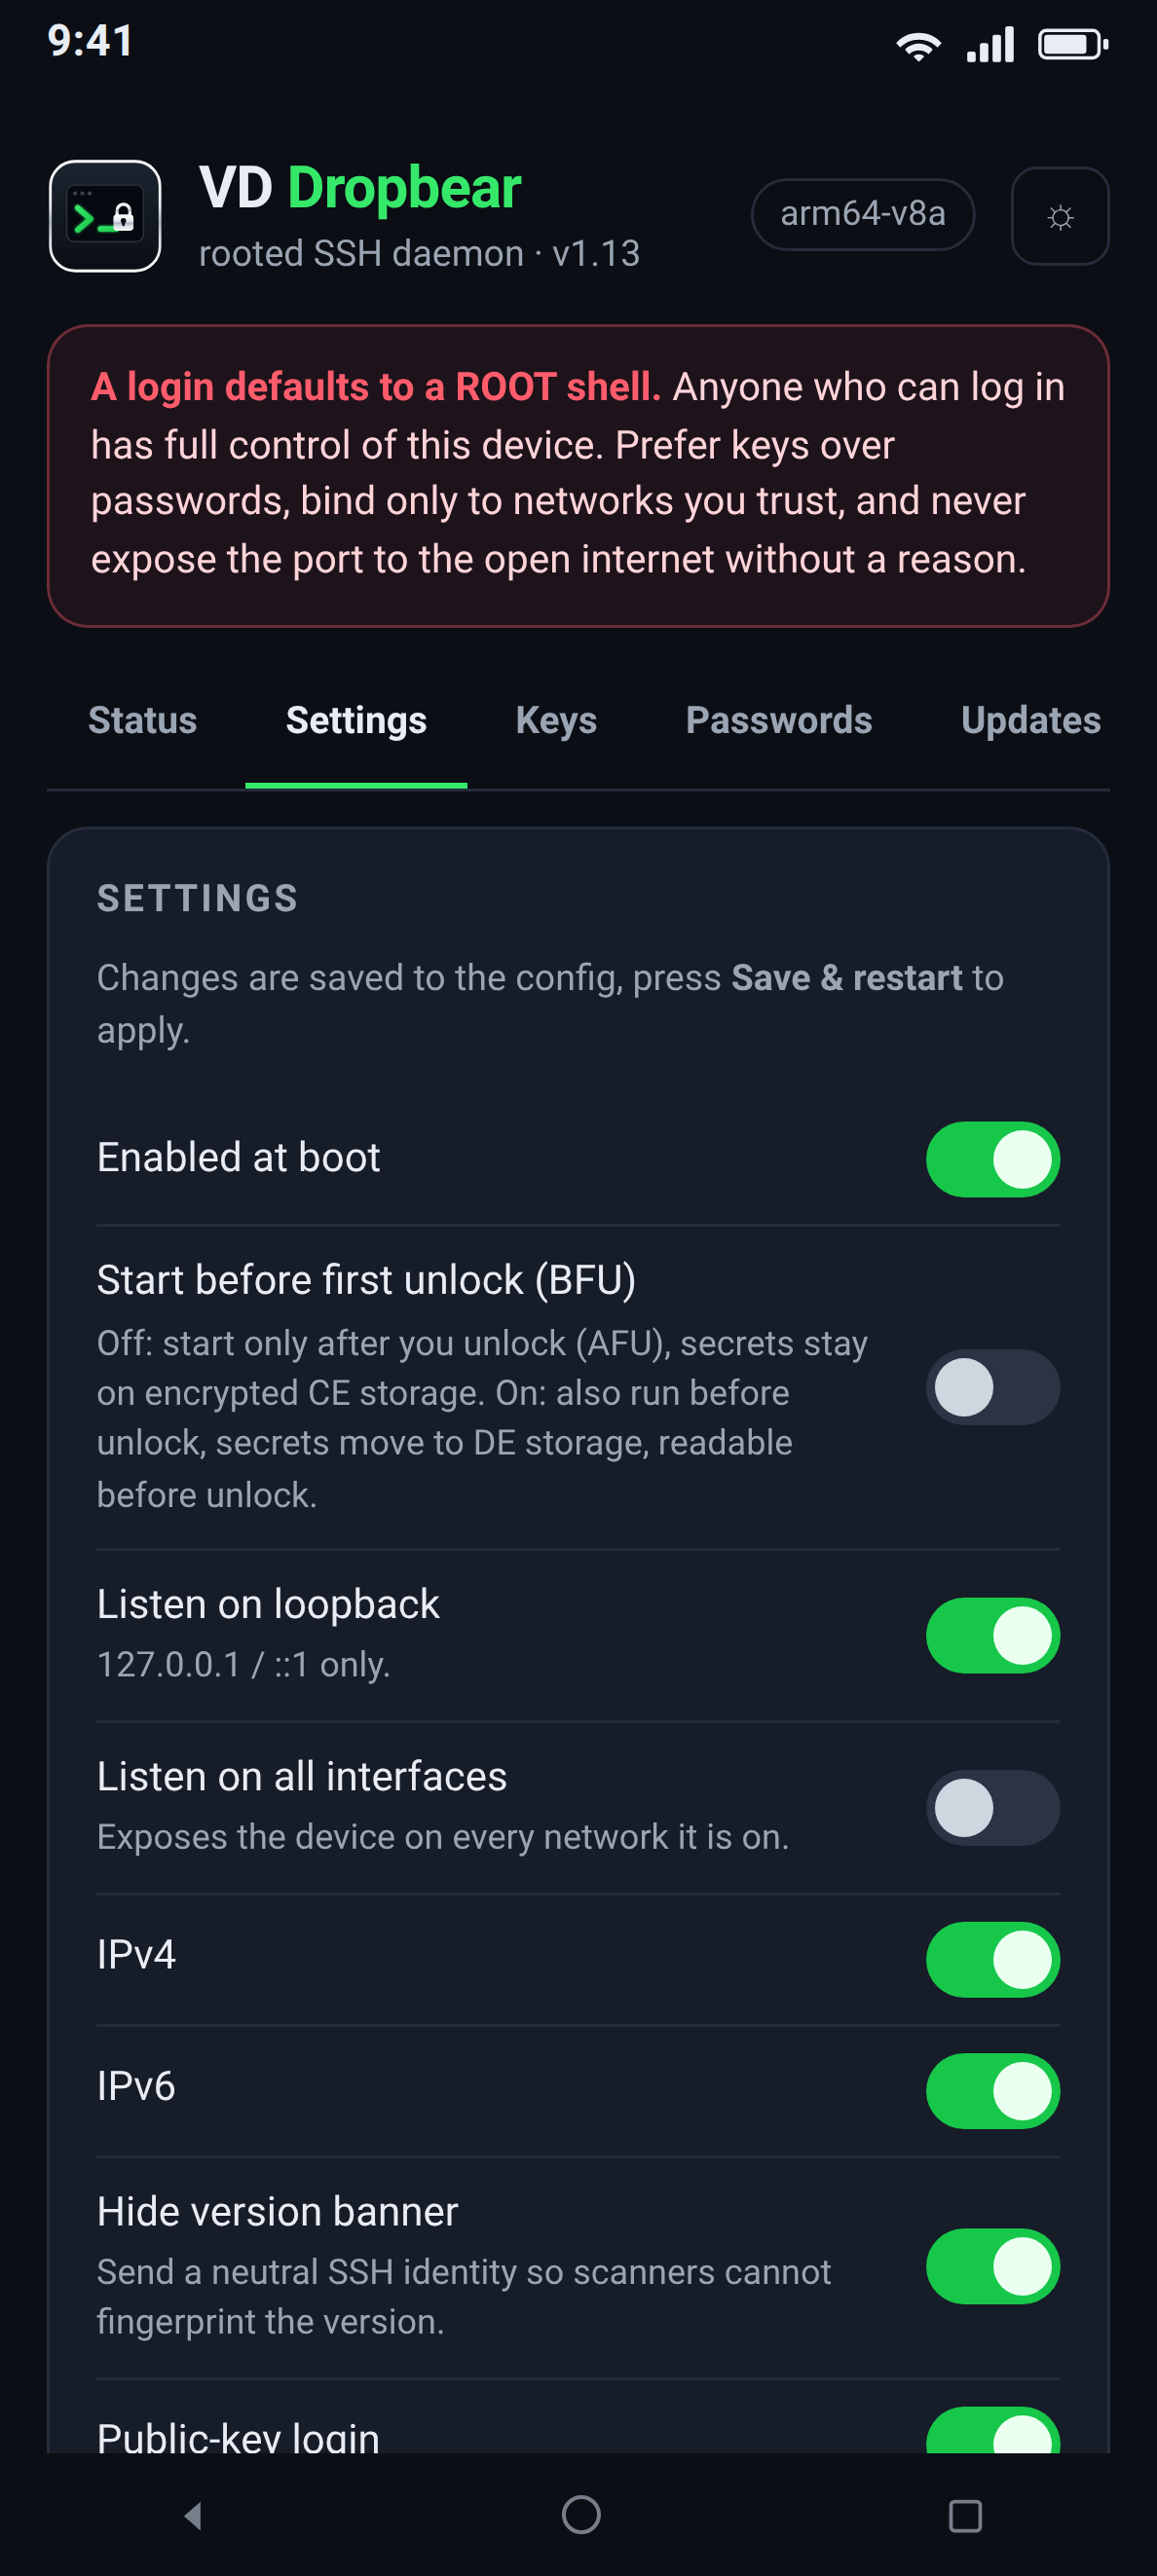 9:41
VD Dropbear
rooted SSH daemon · v1.13
arm64-v8a
A login defaults to a ROOT shell. Anyone who can log in
has full control of this device. Prefer keys over
passwords, bind only to networks you trust, and never
expose the port to the open internet without a reason.
Status Settings Keys Passwords Updates
SETTINGS
Changes are saved to the config, press Save & restart to
apply.
Enabled at boot
Start before first unlock (BFU)
Off: start only after you unlock (AFU), secrets stay
on encrypted CE storage. On: also run before
unlock, secrets move to DE storage, readable
before unlock.
Listen on loopback
127.0.0.1 / ::1 only.
Listen on all interfaces
Exposes the device on every network it is on.
IPv4
IPv6
Hide version banner
Send a neutral SSH identity so scanners cannot
fingerprint the version.
Public-key login